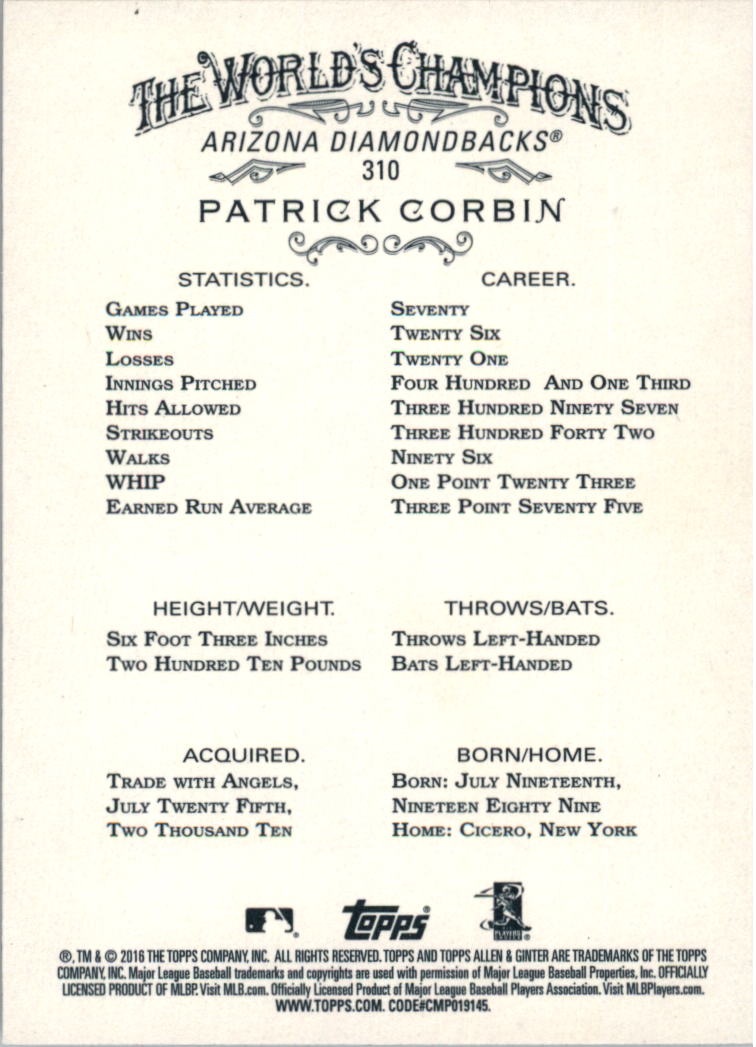 THE WORLD'S CHAMPIONS
ARIZONA DIAMONDBACKS®
310
PATRICK CORBIN
STATISTICS. CAREER.
GAMES PLAYED SEVENTY
WINS TWENTY SIX
LOSSES TWENTY ONE
INNINGS PITCHED FOUR HUNDRED AND ONE THIRD
HITS ALLOWED THREE HUNDRED NINETY SEVEN
STRIKEOUTS THREE HUNDRED FORTY TWO
WALKS NINETY SIX
WHIP ONE POINT TWENTY THREE
EARNED RUN AVERAGE THREE POINT SEVENTY FIVE
HEIGHT/WEIGHT.
SIX FOOT THREE INCHES
TWO HUNDRED TEN POUNDS
THROWS/BATS.
THROWS LEFT-HANDED
BATS LEFT-HANDED
ACQUIRED.
TRADE WITH ANGELS,
JULY TWENTY FIFTH,
TWO THOUSAND TEN
BORN/HOME.
BORN: JULY NINETEENTH,
NINETEEN EIGHTY NINE
HOME: CICERO, NEW YORK
topps®
PLAYERS
®, TM & © 2016 THE TOPPS COMPANY, INC. ALL RIGHTS RESERVED. TOPPS AND TOPPS ALLEN & GINTER ARE TRADEMARKS OF THE TOPPS
COMPANY, INC. Major League Baseball trademarks and copyrights are used with permission of Major League Baseball Properties, Inc. OFFICIALLY
LICENSED PRODUCT OF MLBP. Visit MLB.com. Officially Licensed Product of Major League Baseball Players Association. Visit MLBPlayers.com.
WWW.TOPPS.COM. CODE#CMP019145.